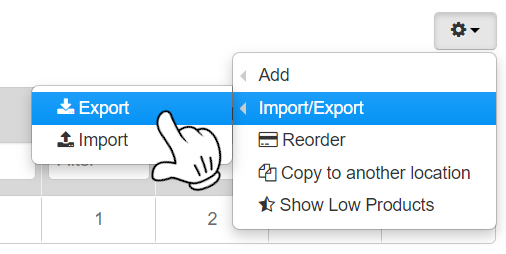 Add
Import/Export
Export
Import
Reorder
Copy to another location
Show Low Products
1
2